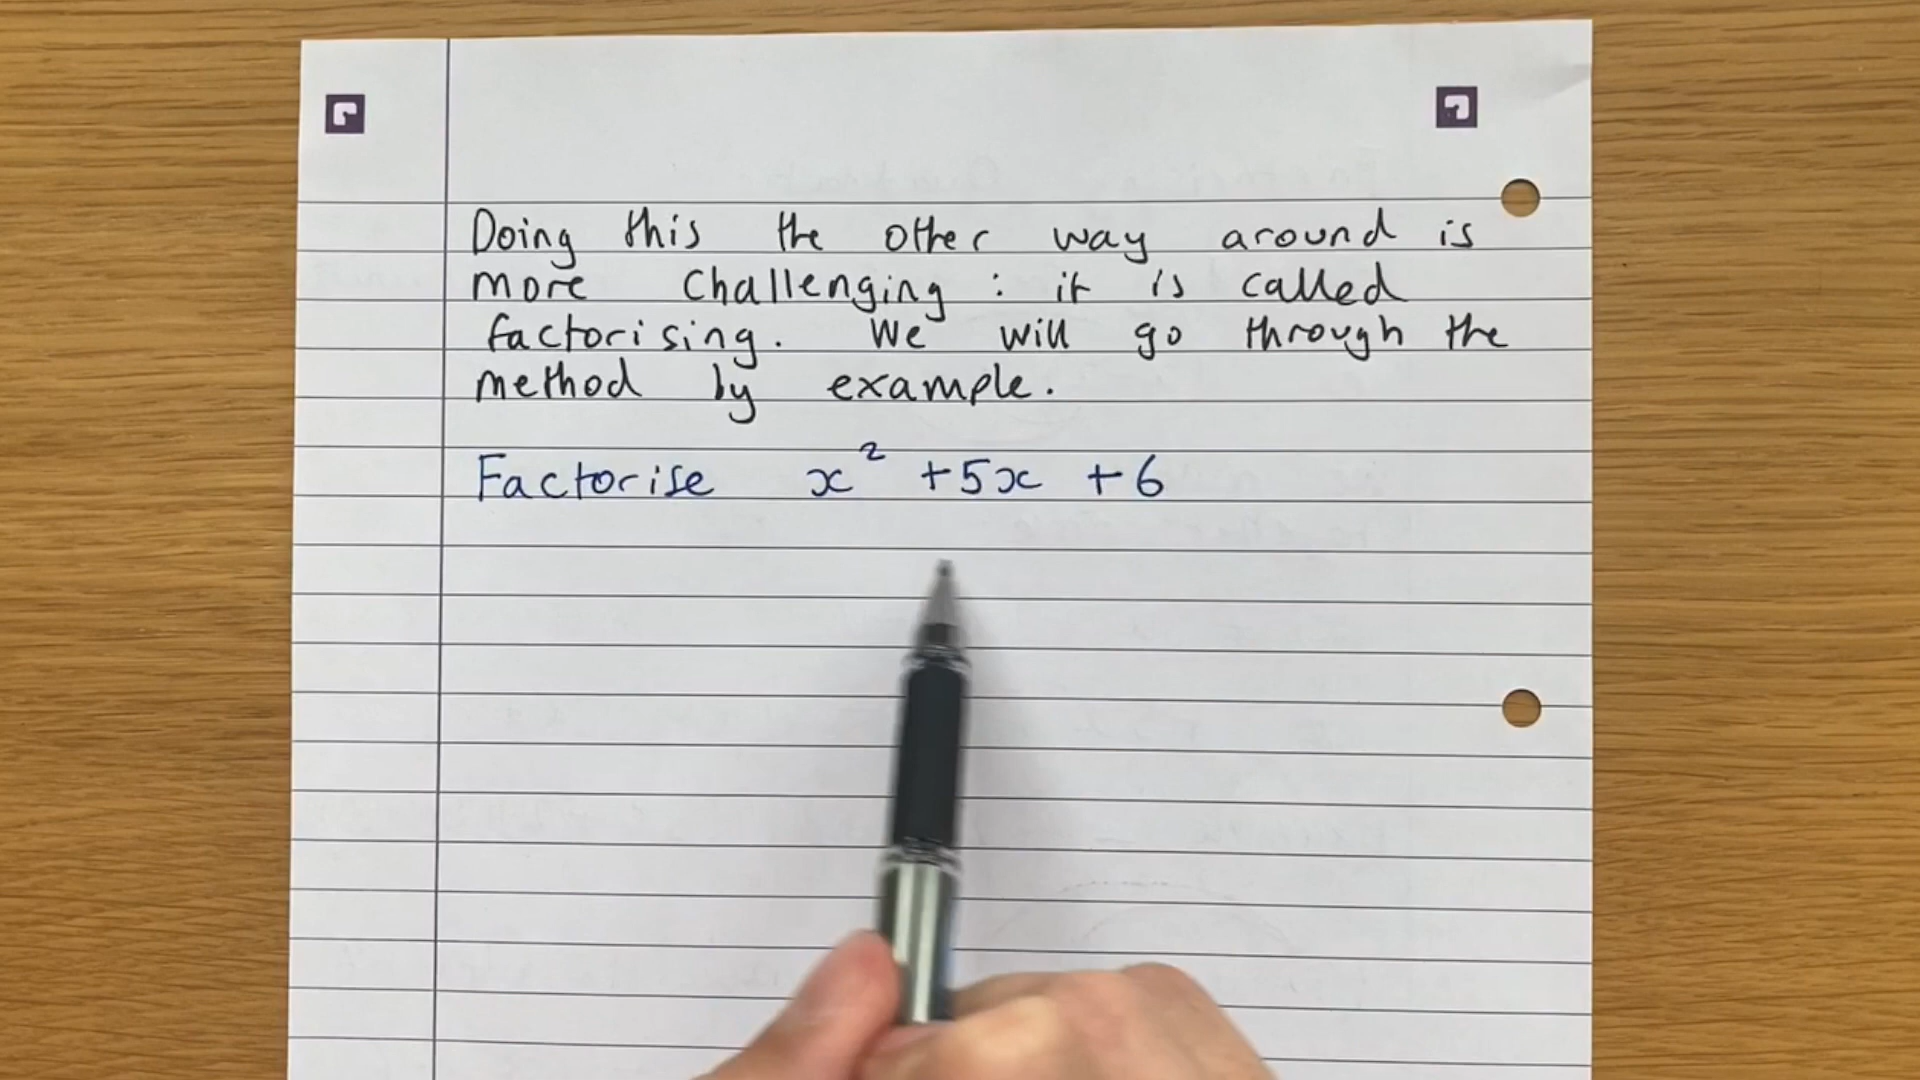 Doing this the other way around is
more challenging : it is called
factorising. We will go through the
method by example.
Factorise x² +5x +6